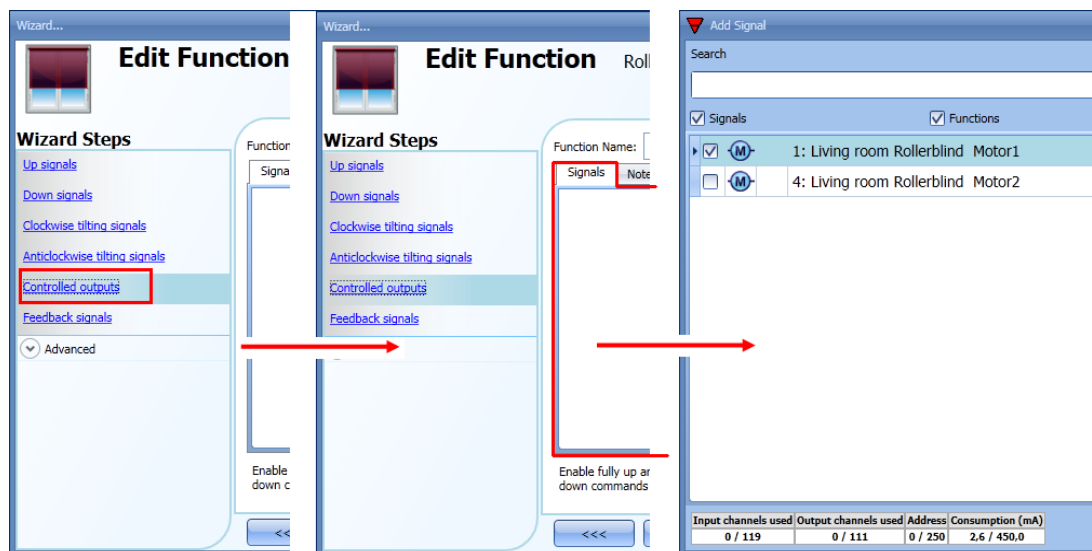 Wizard...
Edit Function
Wizard Steps
Up signals
Down signals
Clockwise tilting signals
Anticlockwise tilting signals
Controlled outputs
Feedback signals
Advanced
Function
Signa
Enable
down c
<<
Wizard...
Edit Function Roll
Wizard Steps
Up signals
Down signals
Clockwise tilting signals
Anticlockwise tilting signals
Controlled outputs
Feedback signals
Function Name:
Signals Note
Enable fully up ar
down commands
<<<
Add Signal
Search
Signals Functions
M 1: Living room Rollerblind Motor1
M 4: Living room Rollerblind Motor2
Input channels used Output channels used Address Consumption (mA)
0 / 119 0 / 111 0 / 250 2,6 / 450,0